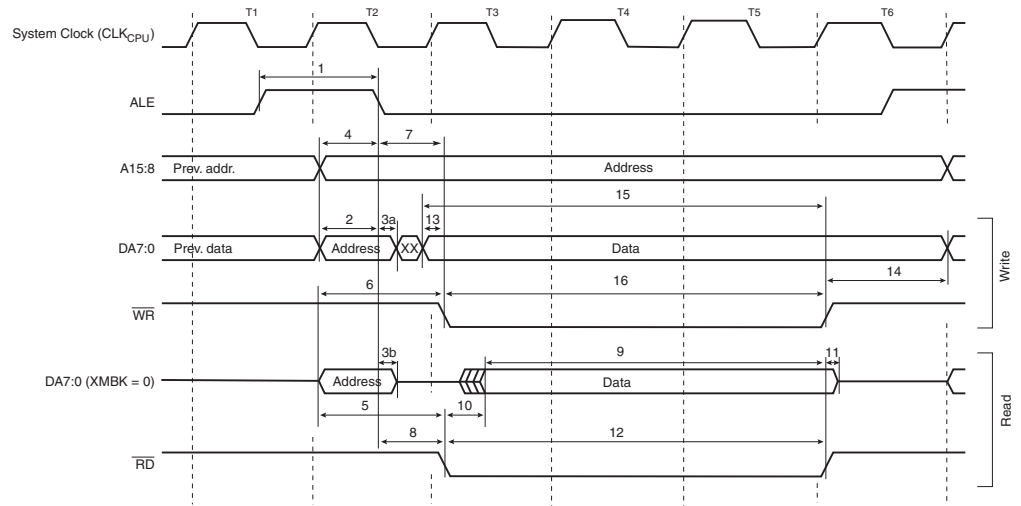 T1 T2 T3 T4 T5 T6
System Clock (CLKCPU)
1
ALE
4 7
A15:8 Prev. addr. Address
15
2 3a 13
DA7:0 Prev. data Address XX Data
14
6 16
WR
Write
3b 9 11
DA7:0 (XMBK = 0) Address Data
5 10
Read
8 12
RD